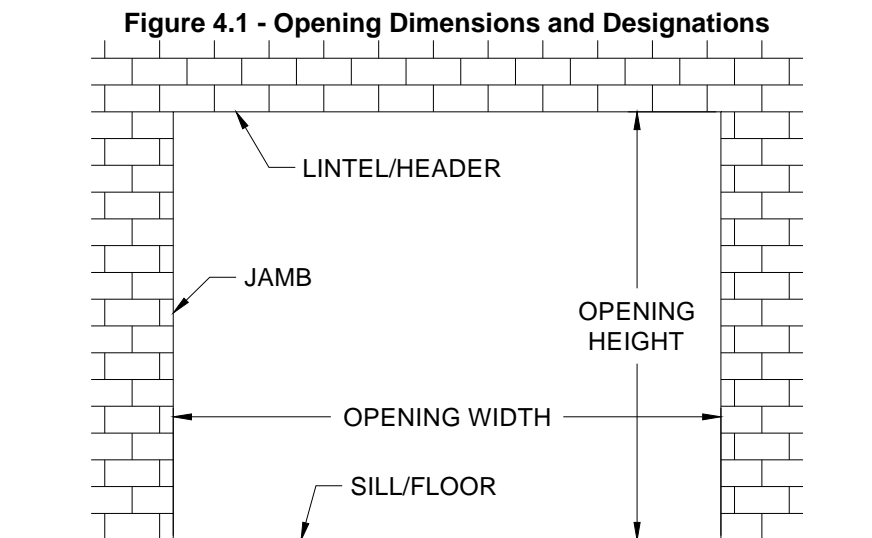 Figure 4.1 - Opening Dimensions and Designations
LINTEL/HEADER
JAMB
OPENING
HEIGHT
OPENING WIDTH
SILL/FLOOR